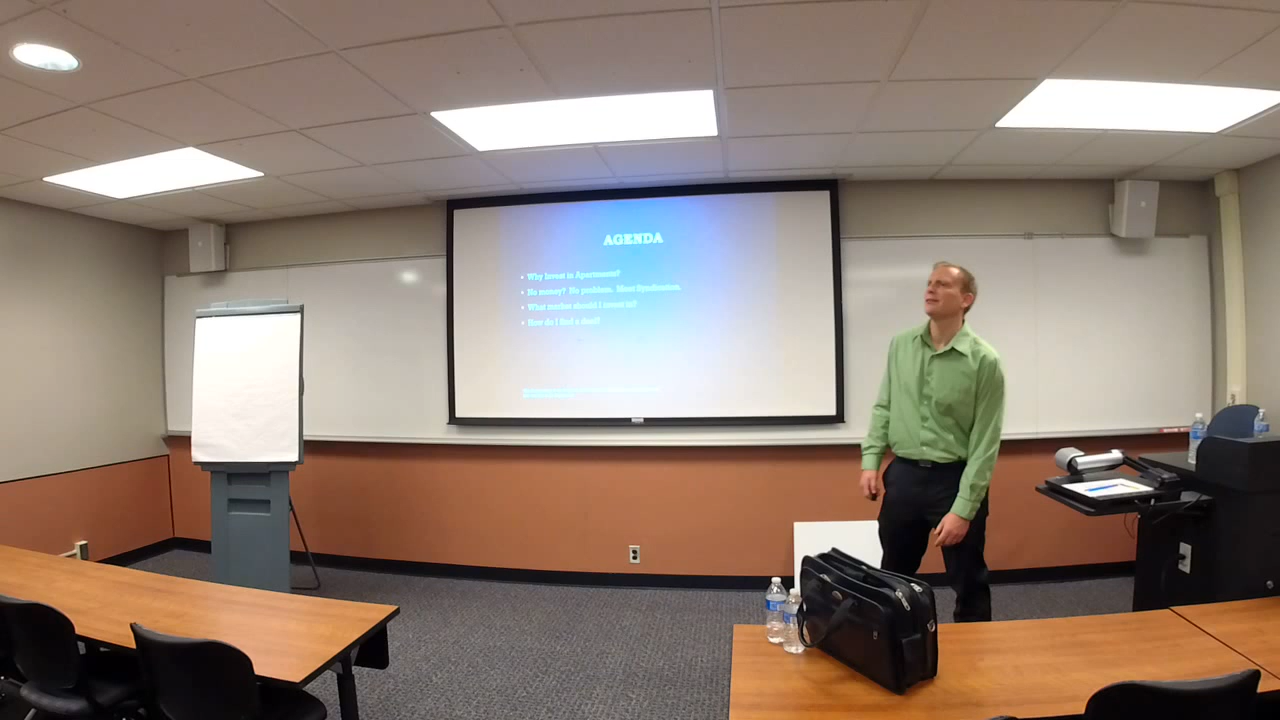 AGENDA
• Why Invest in Apartments?
• No money? No problem. Meet Syndication.
• What market should I invest in?
• How do I find a deal?